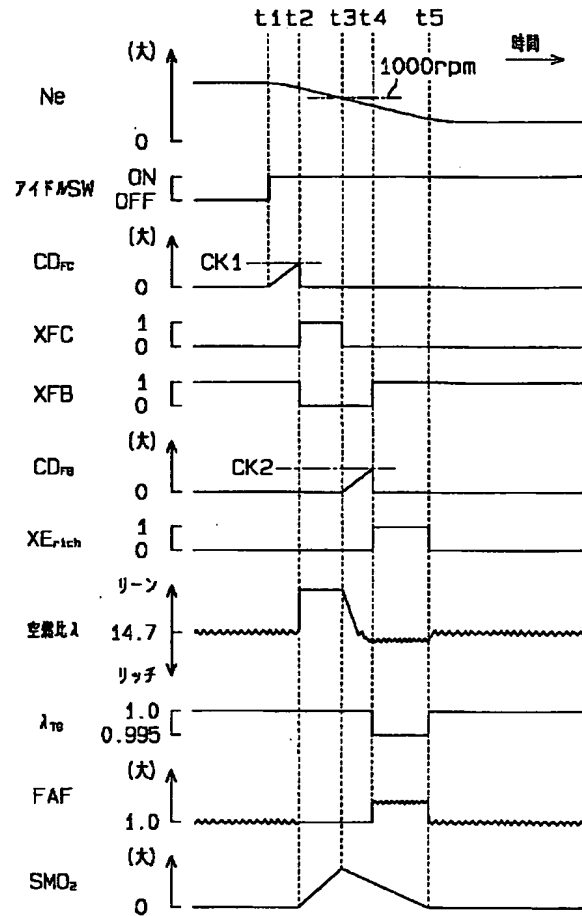 t1 t2 t3 t4 t5
時間
(大)
1000rpm
Ne
0
アイドルSW
ON
OFF
(大)
CDFC
CK1
0
XFC
1
0
XFB
1
0
(大)
CDFB
CK2
0
XErich
1
0
リーン
空燃比λ
14.7
リッチ
λTG
1.0
0.995
(大)
FAF
1.0
(大)
SMO₂
0